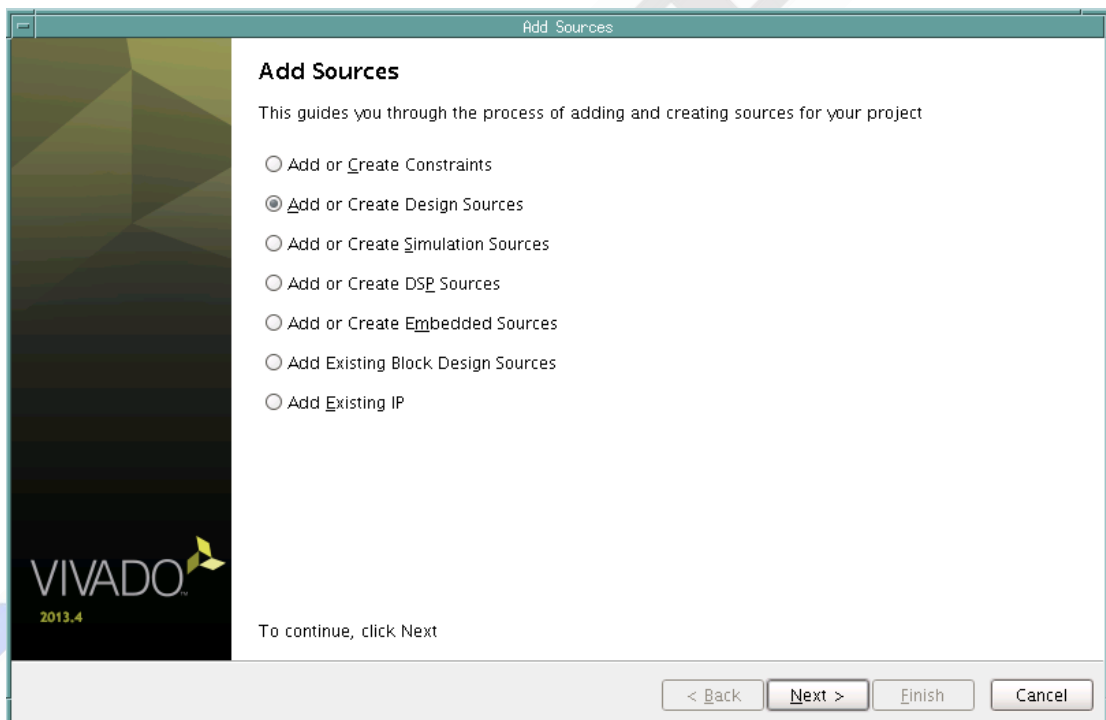 Add Sources
Add Sources
This guides you through the process of adding and creating sources for your project
Add or Create Constraints
Add or Create Design Sources
Add or Create Simulation Sources
Add or Create DSP Sources
Add or Create Embedded Sources
Add Existing Block Design Sources
Add Existing IP
VIVADO™
2013.4
To continue, click Next
< Back Next > Finish Cancel